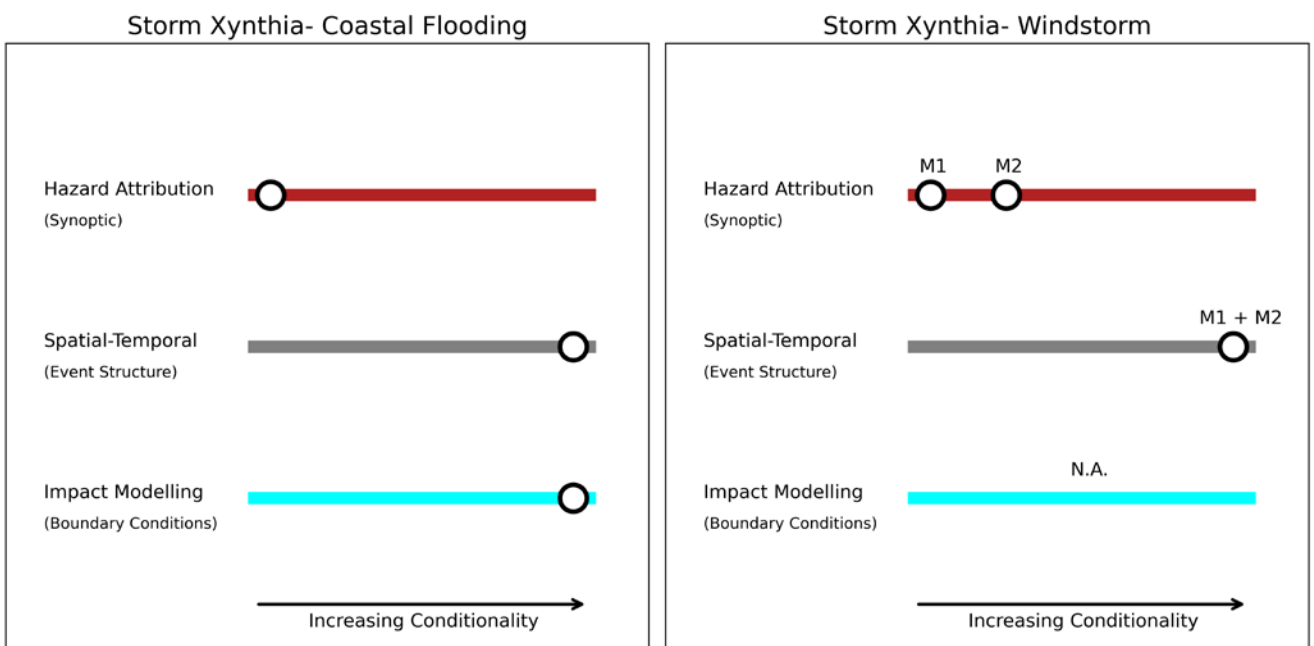 Storm Xynthia- Coastal Flooding
Hazard Attribution
(Synoptic)
Spatial-Temporal
(Event Structure)
Impact Modelling
(Boundary Conditions)
Increasing Conditionality
Storm Xynthia- Windstorm
M1 M2
Hazard Attribution
(Synoptic)
M1 + M2
Spatial-Temporal
(Event Structure)
N.A.
Impact Modelling
(Boundary Conditions)
Increasing Conditionality